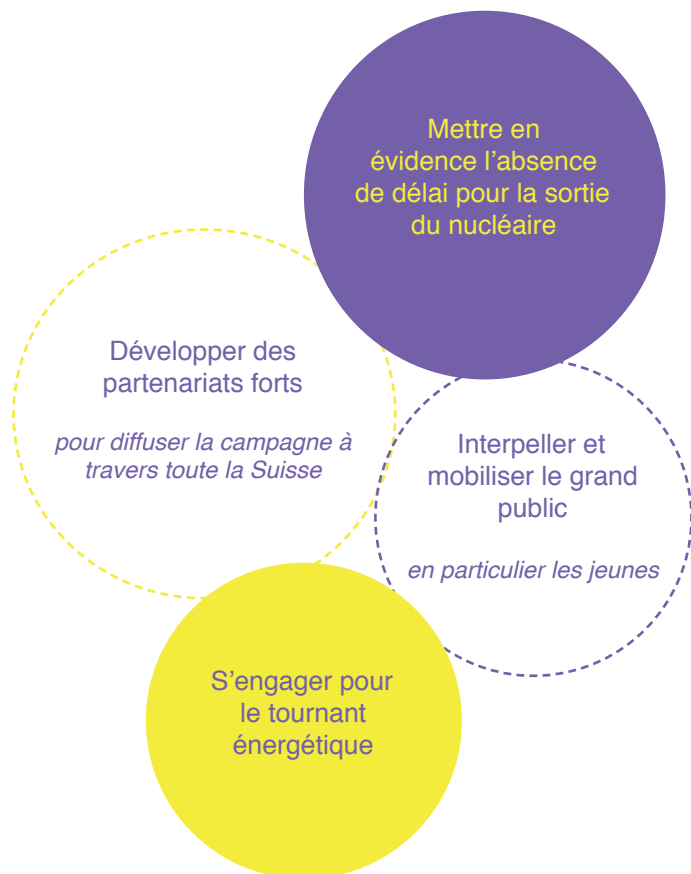 Mettre en
évidence l’absence
de délai pour la sortie
du nucléaire
Développer des
partenariats forts
pour diffuser la campagne à
travers toute la Suisse
Interpeller et
mobiliser le grand
public
en particulier les jeunes
S’engager pour
le tournant
énergétique